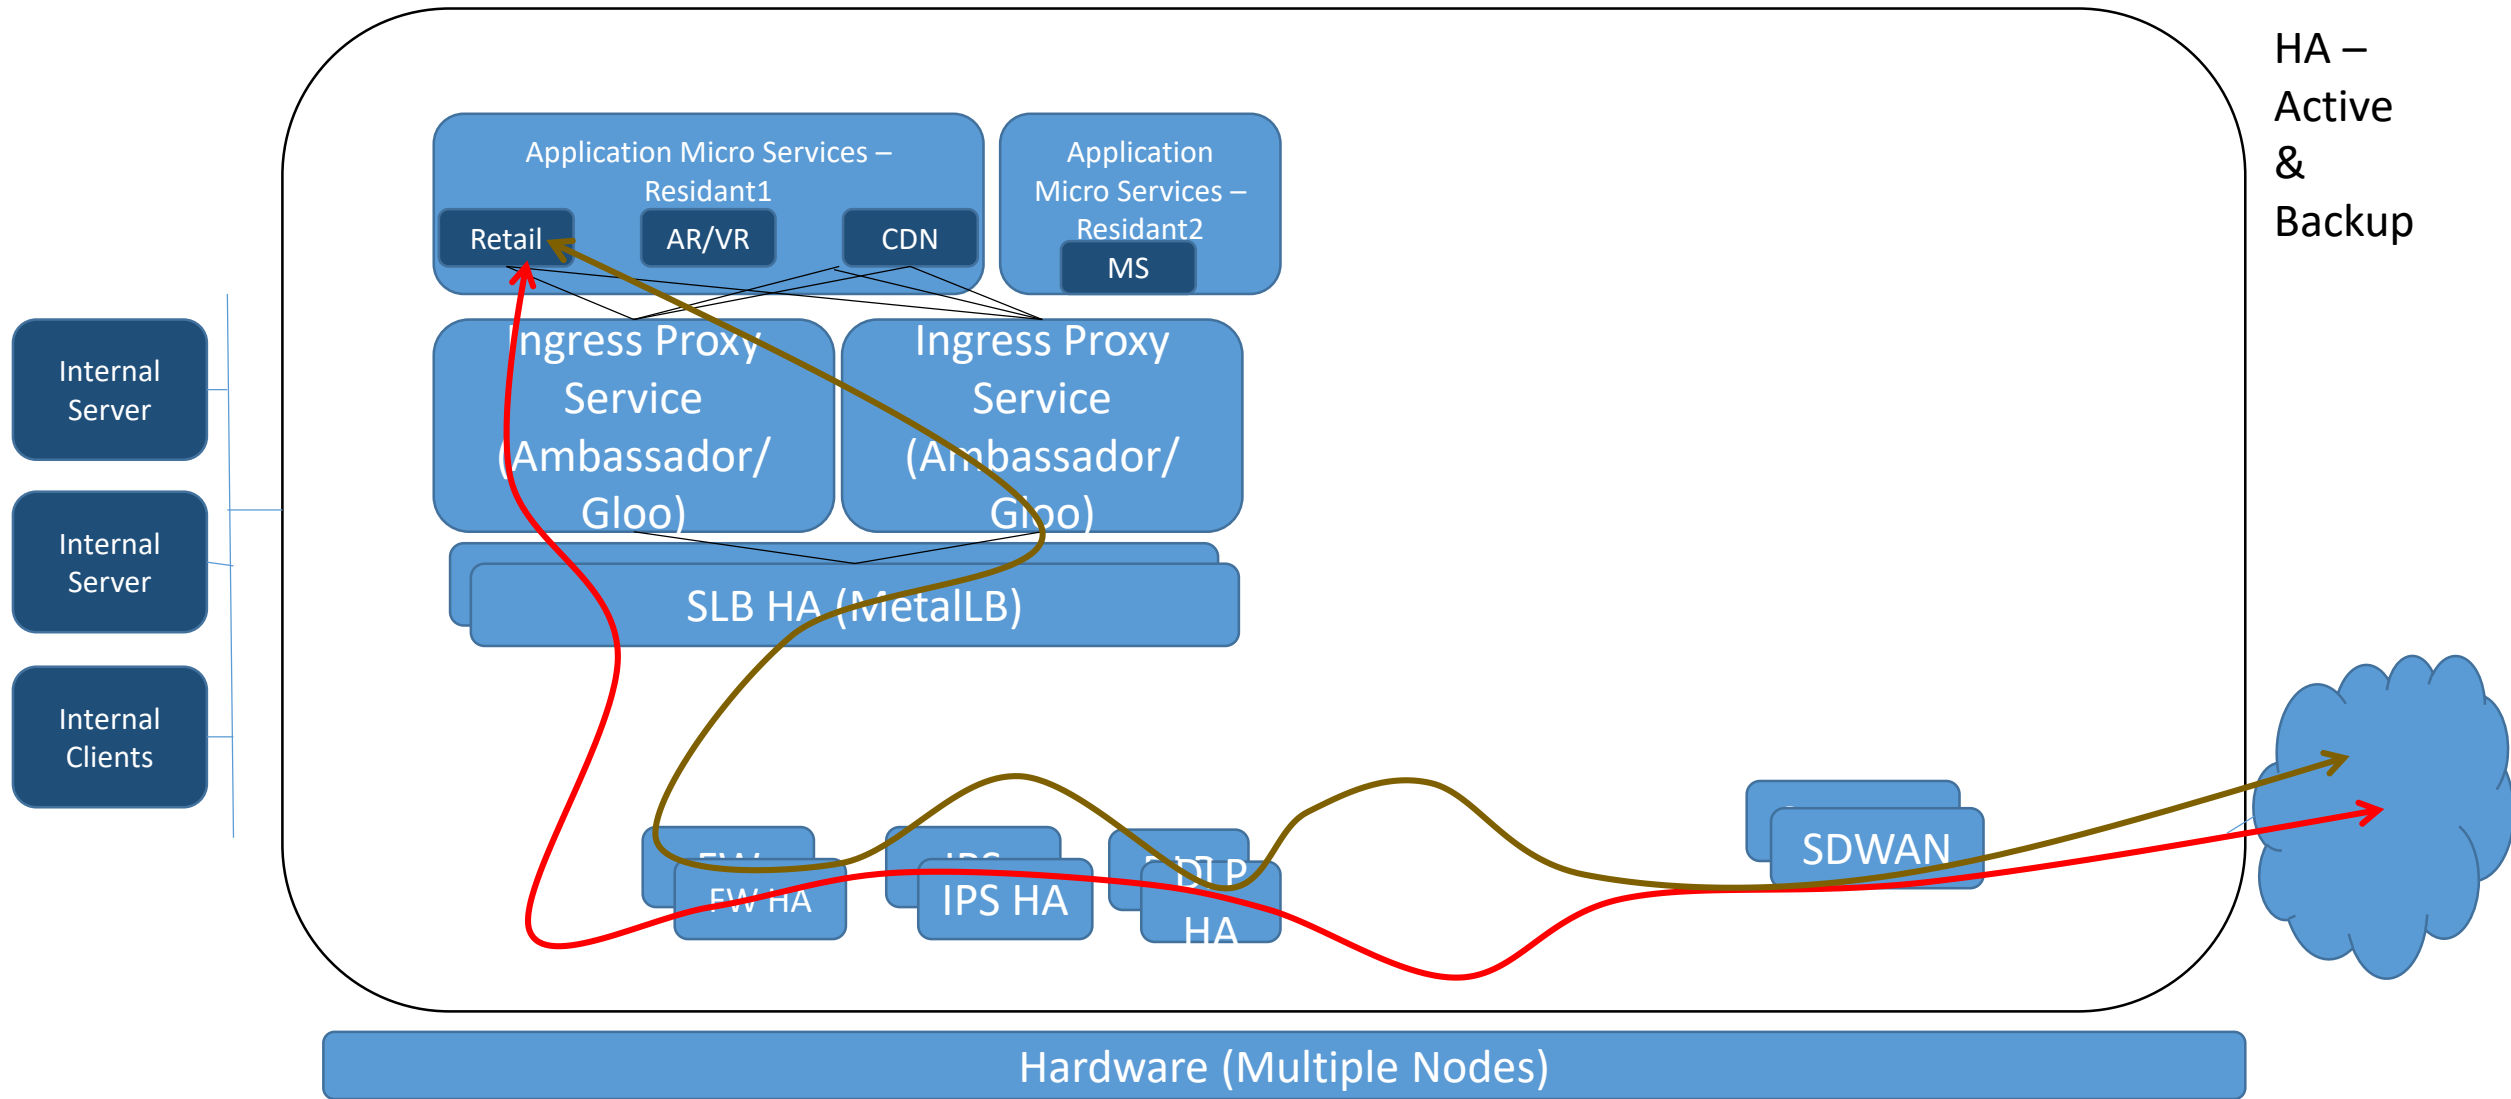 HA –
Active
&
Backup
Application Micro Services –
Residant1
Retail
AR/VR
CDN
Application
Micro Services –
Residant2
MS
Internal
Server
Internal
Server
Internal
Clients
Ingress Proxy
Service
(Ambassador/
Gloo)
Ingress Proxy
Service
(Ambassador/
Gloo)
SLB HA (MetalLB)
FW HA
IPS
IPS HA
DLP
HA
SDWAN
Hardware (Multiple Nodes)